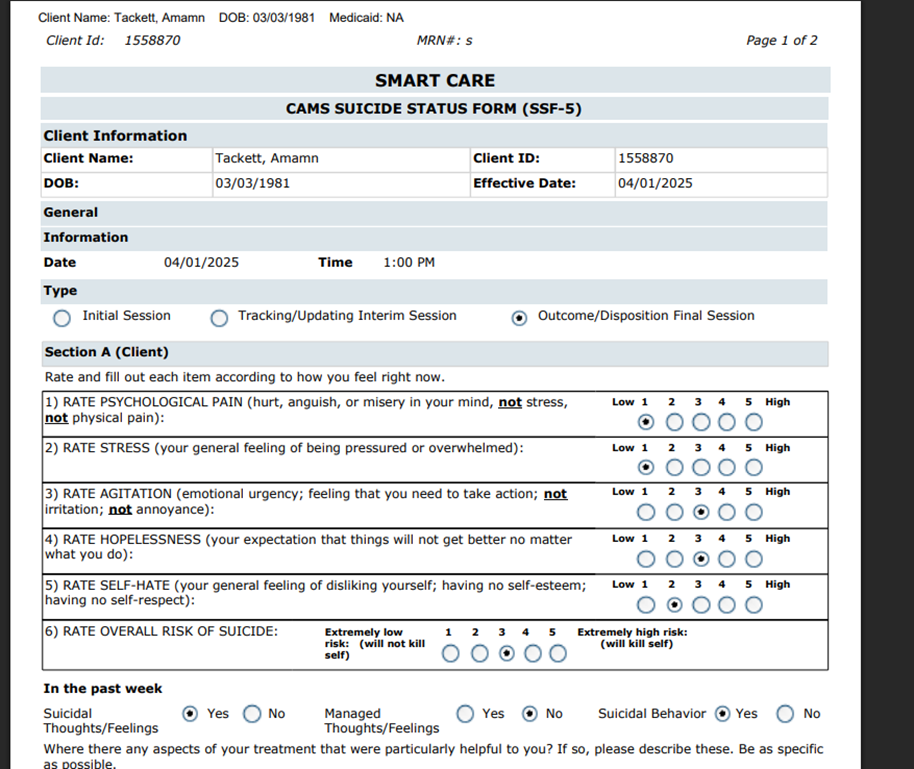 Client Name: Tackett, Amamn DOB: 03/03/1981 Medicaid: NA
Client Id: 1558870 MRN#: s Page 1 of 2
SMART CARE
CAMS SUICIDE STATUS FORM (SSF-5)
Client Information
Client Name: Tackett, Amamn Client ID: 1558870
DOB: 03/03/1981 Effective Date: 04/01/2025
General
Information
Date 04/01/2025 Time 1:00 PM
Type
Initial Session Tracking/Updating Interim Session Outcome/Disposition Final Session
Section A (Client)
Rate and fill out each item according to how you feel right now.
1) RATE PSYCHOLOGICAL PAIN (hurt, anguish, or misery in your mind, not stress, Low 1 2 3 4 5 High
not physical pain):
2) RATE STRESS (your general feeling of being pressured or overwhelmed): Low 1 2 3 4 5 High
3) RATE AGITATION (emotional urgency; feeling that you need to take action; not Low 1 2 3 4 5 High
irritation; not annoyance):
4) RATE HOPELESSNESS (your expectation that things will not get better no matter Low 1 2 3 4 5 High
what you do):
5) RATE SELF-HATE (your general feeling of disliking yourself; having no self-esteem; Low 1 2 3 4 5 High
having no self-respect):
6) RATE OVERALL RISK OF SUICIDE: Extremely low 1 2 3 4 5 Extremely high risk:
risk: (will not kill (will kill self)
self)
In the past week
Suicidal Yes No Managed Yes No Suicidal Behavior Yes No
Thoughts/Feelings Thoughts/Feelings
Where there any aspects of your treatment that were particularly helpful to you? If so, please describe these. Be as specific
as possible.